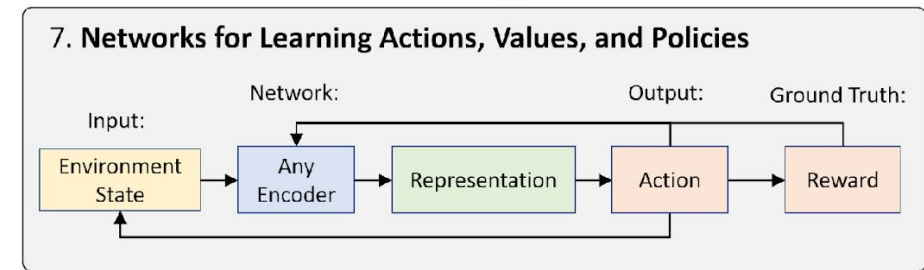 7. Networks for Learning Actions, Values, and Policies
Network:
Output:
Ground Truth:
Input:
Environment
State
Any
Encoder
Representation
Action
Reward